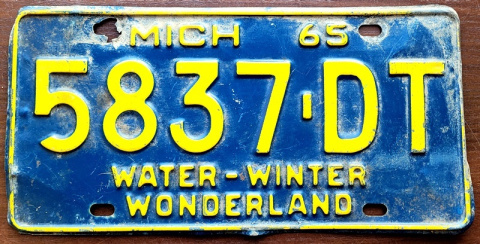 MICH 65
5837-DT
WATER-WINTER
WONDERLAND